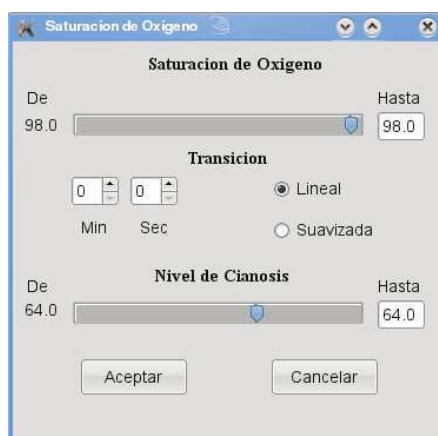 Saturacion de Oxigeno
Saturacion de Oxigeno
De Hasta
98.0 98.0
Transicion
0 0 Lineal
Min Sec Suavizada
Nivel de Cianosis
De Hasta
64.0 64.0
Aceptar Cancelar